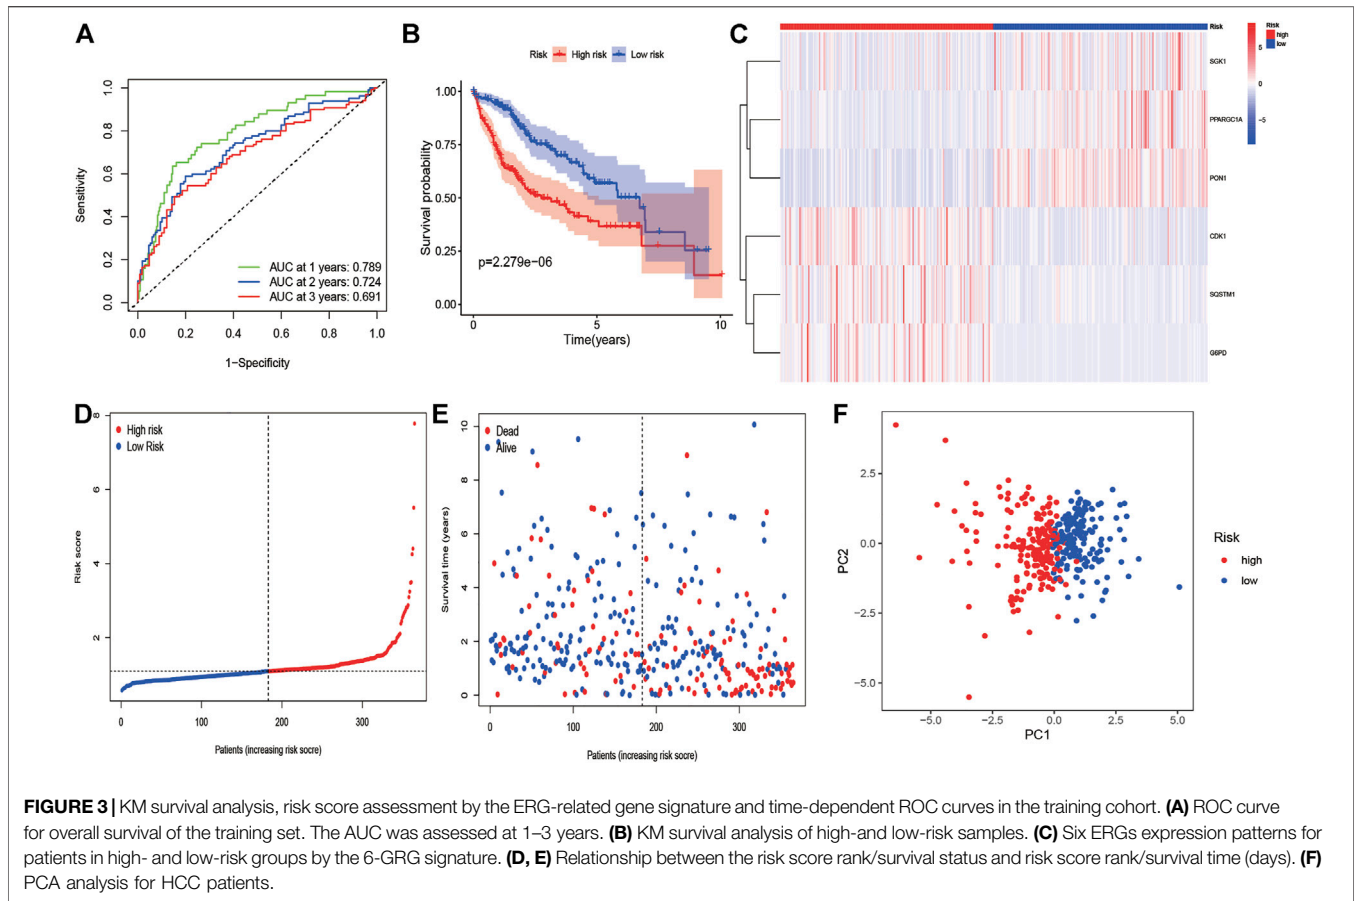 A
1.0
0.8
0.6
0.4
0.2
0.0
Sensitivity
AUC at 1 years: 0.789
AUC at 2 years: 0.724
AUC at 3 years: 0.691
0.0 0.2 0.4 0.6 0.8 1.0
1−Specificity
B
Risk High risk Low risk
1.00
0.75
0.50
0.25
0.00
Survival probability
p=2.279e−06
0 5 10
Time(years)
C
Risk
SGK1
PPARGC1A
PON1
CDK1
SQSTM1
G6PD
5
0
−5
Risk
high
low
D
High risk
Low Risk
8
6
4
2
Risk score
0 100 200 300
Patients (increasing risk socre)
E
Dead
Alive
10
8
6
4
2
0
Survival time (years)
0 100 200 300
Patients (increasing risk socre)
F
2.5
0.0
−2.5
−5.0
PC2
−5.0 −2.5 0.0 2.5 5.0
PC1
Risk
high
low
FIGURE 3 | KM survival analysis, risk score assessment by the ERG-related gene signature and time-dependent ROC curves in the training cohort. (A) ROC curve
for overall survival of the training set. The AUC was assessed at 1–3 years. (B) KM survival analysis of high-and low-risk samples. (C) Six ERGs expression patterns for
patients in high- and low-risk groups by the 6-GRG signature. (D, E) Relationship between the risk score rank/survival status and risk score rank/survival time (days). (F)
PCA analysis for HCC patients.